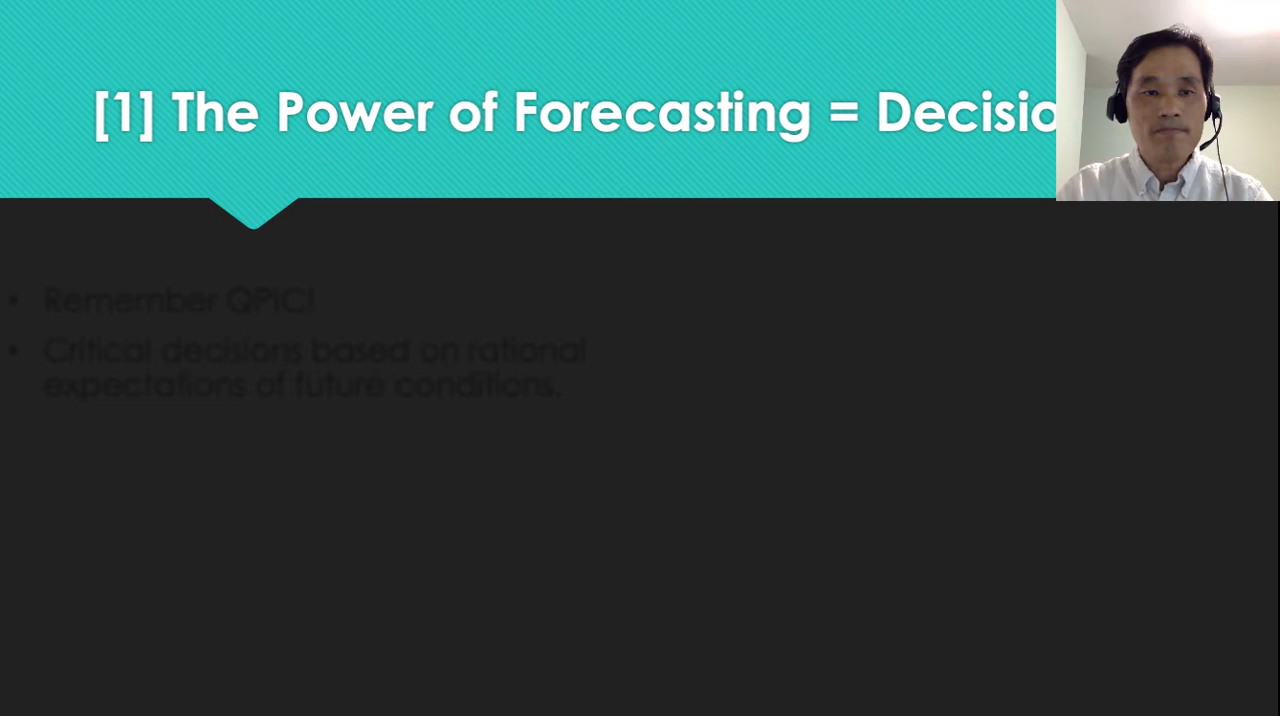 [1] The Power of Forecasting = Decisio
• Remember QPIC!
• Critical decisions based on rational
expectations of future conditions.